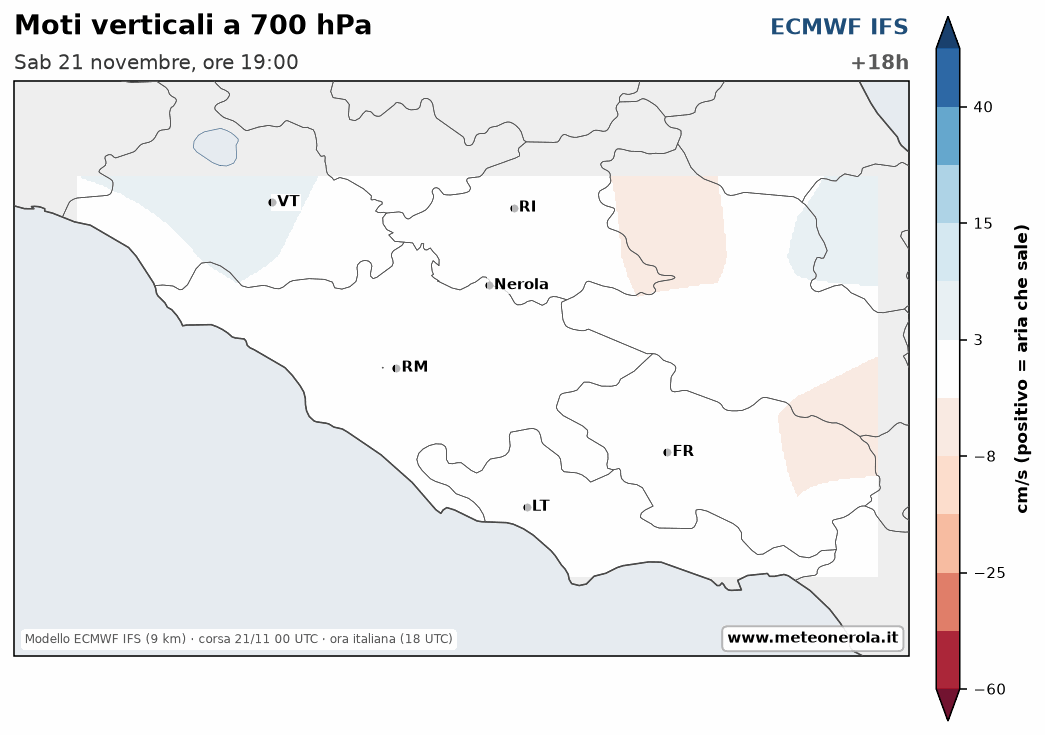 Moti verticali a 700 hPa
ECMWF IFS
Sab 21 novembre, ore 19:00
+18h
VT
RI
Nerola
RM
FR
LT
40
15
3
−8
−25
−60
cm/s (positivo = aria che sale)
Modello ECMWF IFS (9 km) · corsa 21/11 00 UTC · ora italiana (18 UTC)
www.meteonerola.it